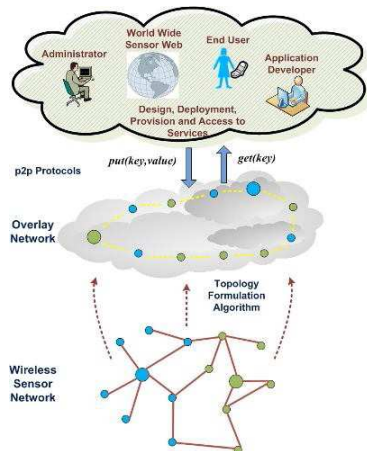 World Wide
Sensor Web
Administrator
End User
Application
Developer
Design, Deployment,
Provision and Access to
Services
p2p Protocols
put(key,value)
get(key)
Overlay
Network
Topology
Formulation
Algorithm
Wireless
Sensor
Network